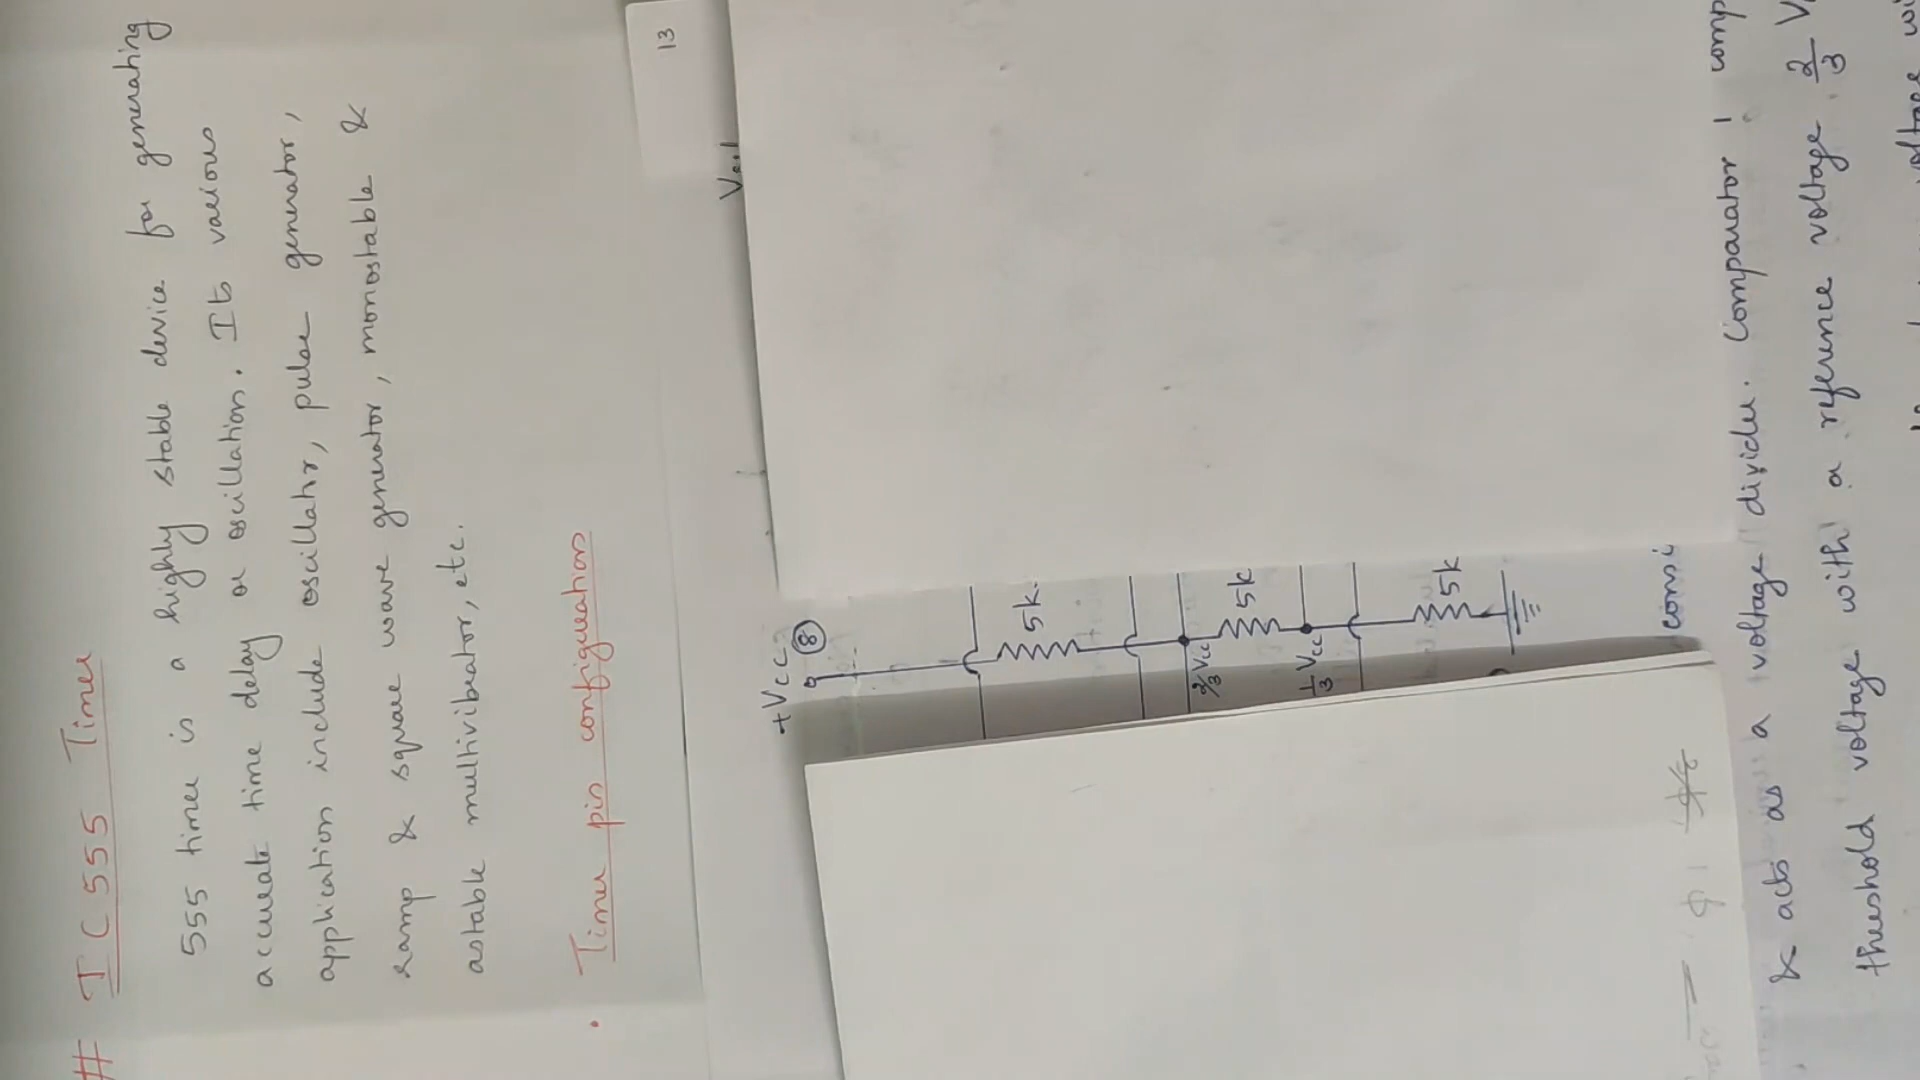 # IC 555 Timer
555 timer is a highly stable device for generating
accurate time delay or oscillation. Its various
application include oscillator, pulse generator,
ramp & square wave generator, monostable &
astable multivibrator, etc.
• Timer pin configuration
13
+Vcc
8
5k
2/3 Vcc
5k
1/3 Vcc
5k
consi
& acts as a voltage divider. Comparator 1 comp
threshold voltage with a reference voltage 2/3 V